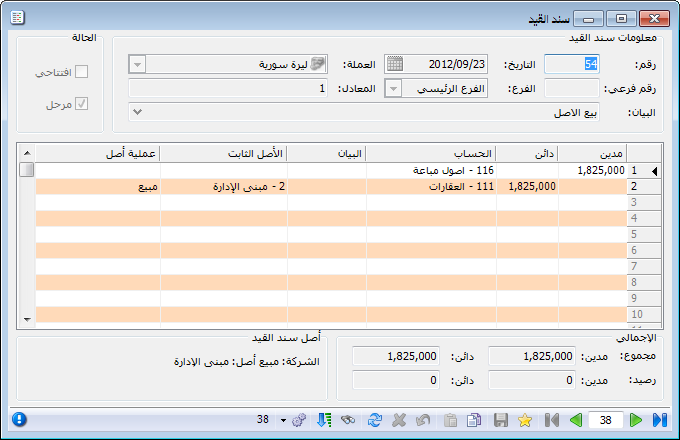 سند القيد
معلومات سند القيد
الحالة
رقم: 54 التاريخ: 2012/09/23 العملة: ليرة سورية
افتتاحي
رقم فرعي: الفرع: الفرع الرئيسي المعادل: 1
مرحل
البيان: بيع الاصل
مدين دائن الحساب البيان الأصل الثابت عملية أصل
1 1,825,000 116 - اصول مباعة
2 1,825,000 111 - العقارات 2 - مبنى الإدارة مبيع
3
4
5
6
7
8
9
10
الإجمالي
أصل سند القيد
مجموع: مدين: 1,825,000 دائن: 1,825,000
الشركة: مبيع أصل: مبنى الإدارة
رصيد: مدين: 0 دائن: 0
38 38